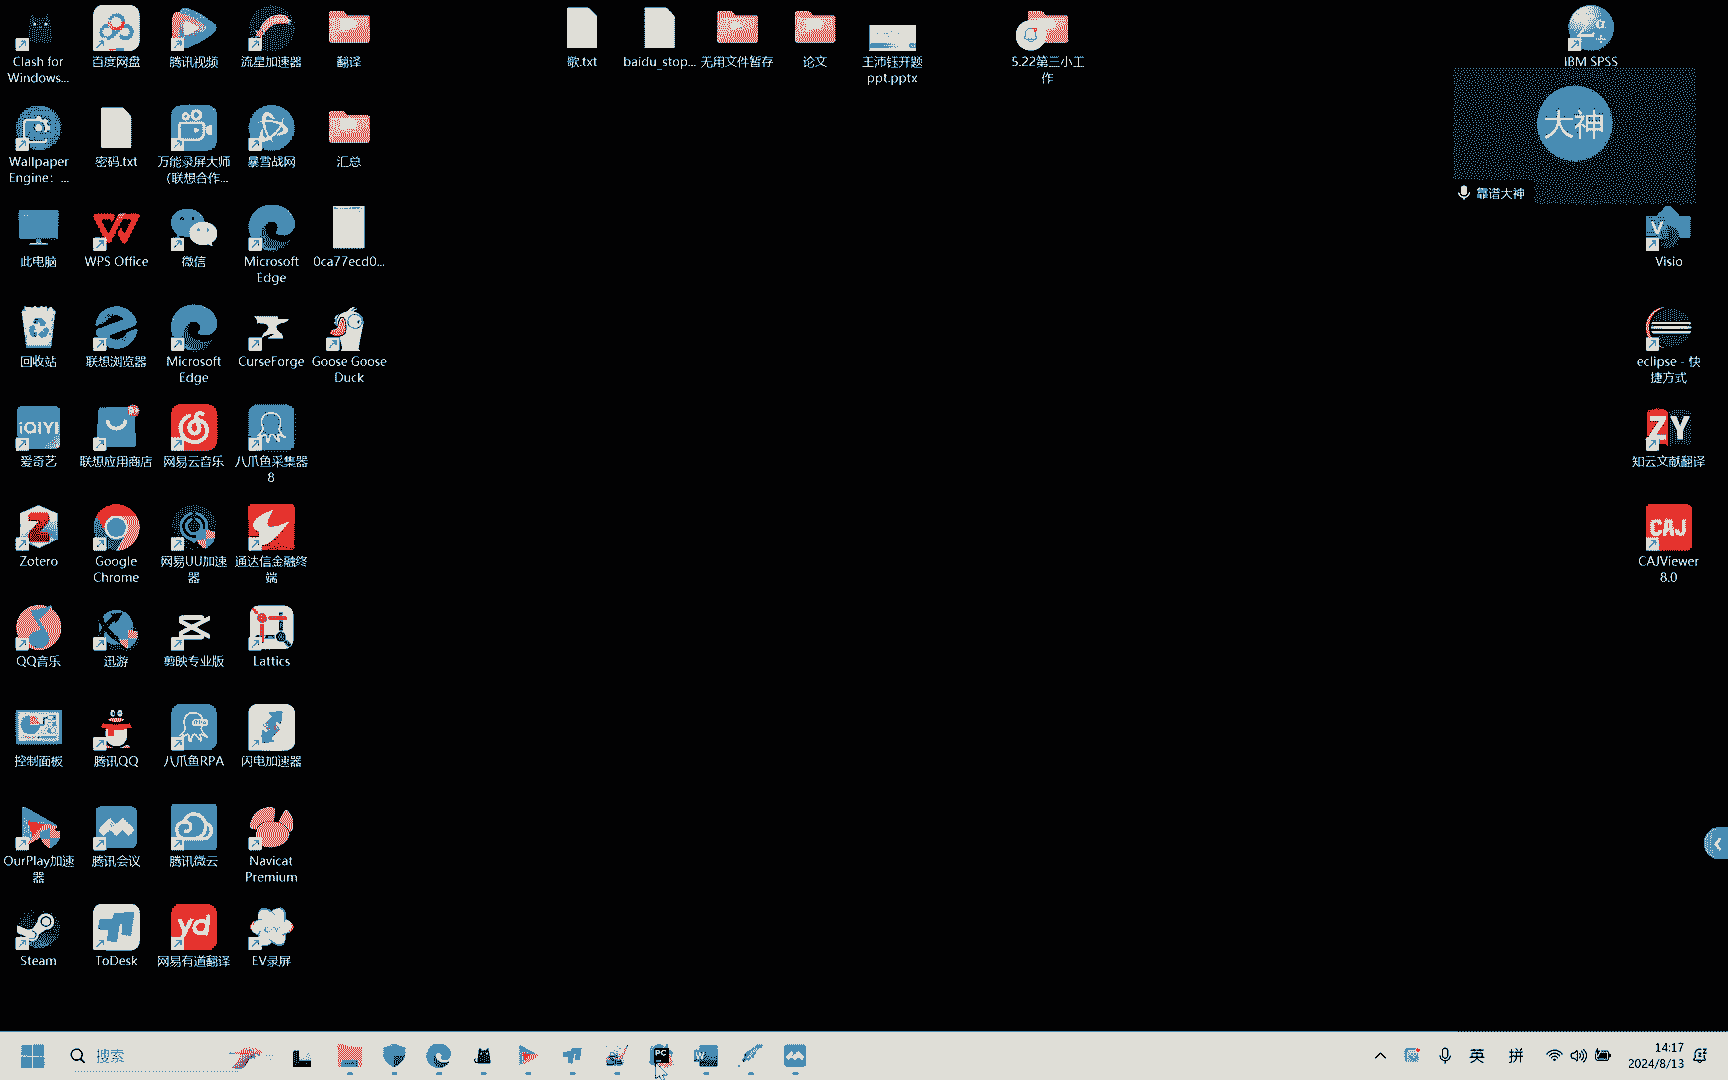 Clash for
Windows...
百度网盘
腾讯视频
流星加速器
翻译
歌.txt
baidu_stop...
无用文件暂存
论文
王沛钰开题
ppt.pptx
5.22第三小工
作
IBM SPSS
Wallpaper
Engine: ...
密码.txt
万能录屏大师
（联想合作...
暴雪战网
汇总
大神
靠谱大神
此电脑
WPS Office
微信
Microsoft
Edge
0ca77ecd0...
Visio
回收站
联想浏览器
Microsoft
Edge
CurseForge
Goose Goose
Duck
eclipse - 快
捷方式
iQIYI
爱奇艺
联想应用商店
网易云音乐
八爪鱼采集器
8
ZY
知云文献翻译
Zotero
Google
Chrome
网易UU加速
器
通达信金融终
端
CAJ
CAJViewer
8.0
QQ音乐
迅游
剪映专业版
Lattics
控制面板
腾讯QQ
八爪鱼RPA
闪电加速器
OurPlay加速
器
腾讯会议
腾讯微云
Navicat
Premium
Steam
ToDesk
yd
网易有道翻译
EV录屏
搜索
PC
英
拼
14:17
2024/8/13